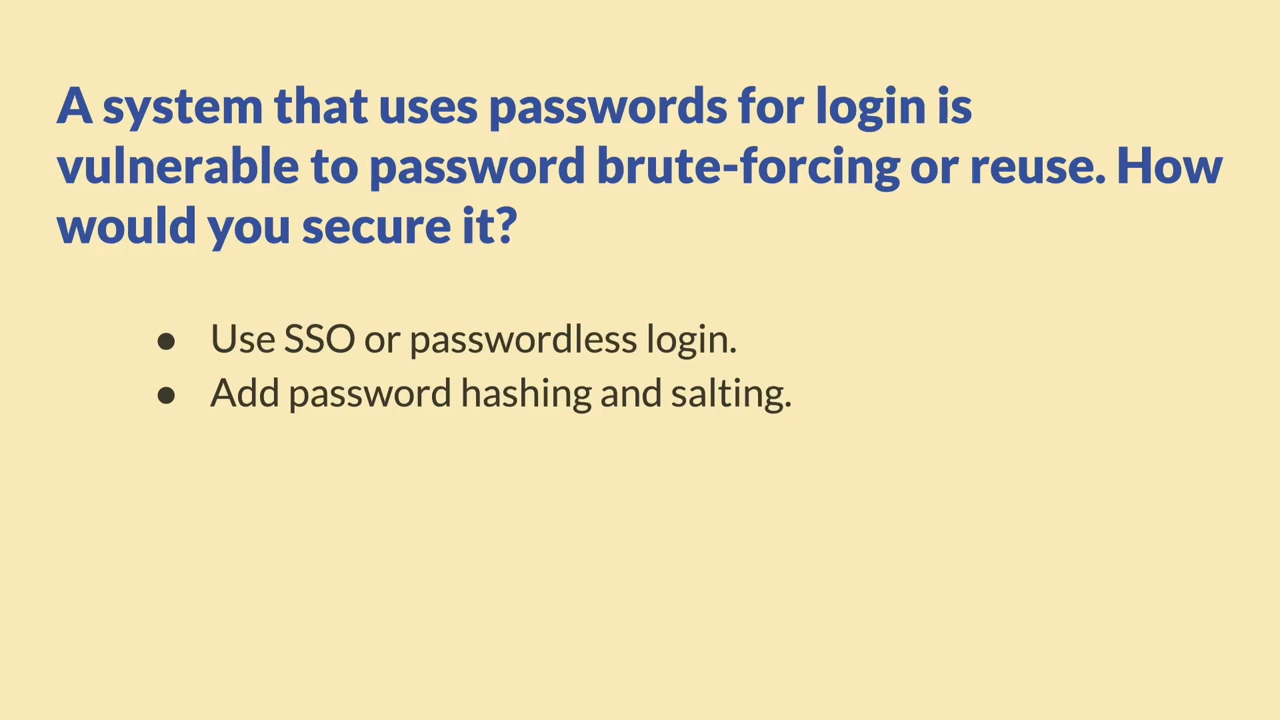 A system that uses passwords for login is
vulnerable to password brute-forcing or reuse. How
would you secure it?
● Use SSO or passwordless login.
● Add password hashing and salting.